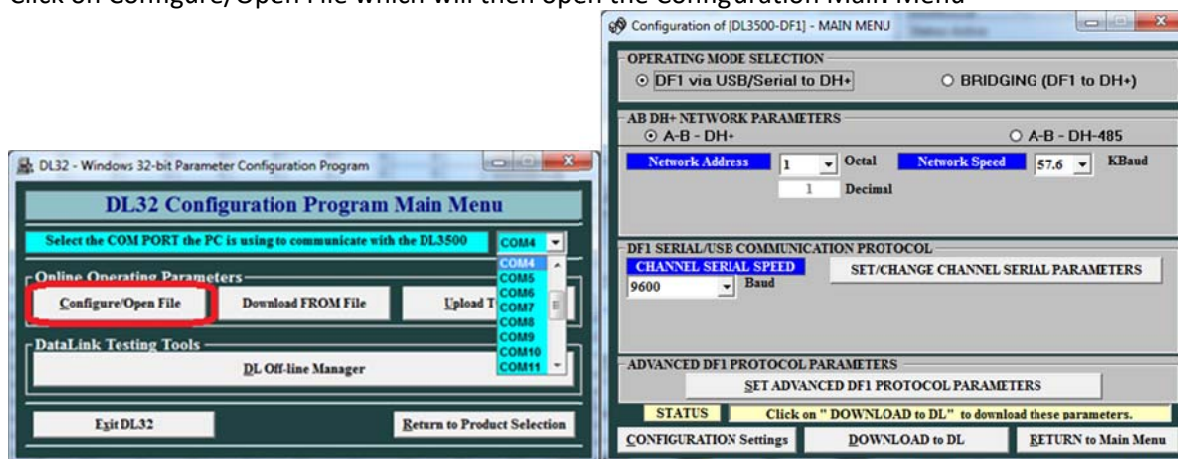 Click on Configure/Open File which will then open the Configuration Main Menu
DL32 - Windows 32-bit Parameter Configuration Program
DL32 Configuration Program Main Menu
Select the COM PORT the PC is using to communicate with the DL3500
COM4
COM4
COM5
COM6
COM7
COM8
COM9
COM10
COM11
Online Operating Parameters
Configure/Open File
Download FROM File
Upload T
DataLink Testing Tools
DL Off-line Manager
Exit DL32
Return to Product Selection
Configuration of [DL3500-DF1] - MAIN MENU
OPERATING MODE SELECTION
DF1 via USB/Serial to DH+
BRIDGING (DF1 to DH+)
AB DH+ NETWORK PARAMETERS
A-B - DH+
A-B - DH-485
Network Address 1 Octal
Network Speed 57.6 KBaud
1 Decimal
DF1 SERIAL/USB COMMUNICATION PROTOCOL
CHANNEL SERIAL SPEED
9600 Baud
SET/CHANGE CHANNEL SERIAL PARAMETERS
ADVANCED DF1 PROTOCOL PARAMETERS
SET ADVANCED DF1 PROTOCOL PARAMETERS
STATUS
Click on " DOWNLOAD to DL" to download these parameters.
CONFIGURATION Settings
DOWNLOAD to DL
RETURN to Main Menu